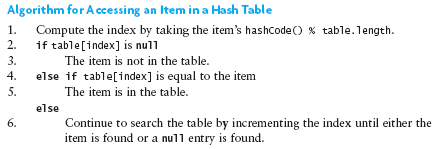 Algorithm for Accessing an Item in a Hash Table
1. Compute the index by taking the item's hashCode() % table.length.
2. if table[index] is null
3. The item is not in the table.
4. else if table[index] is equal to the item
5. The item is in the table.
else
6. Continue to search the table by incrementing the index until either the
item is found or a null entry is found.